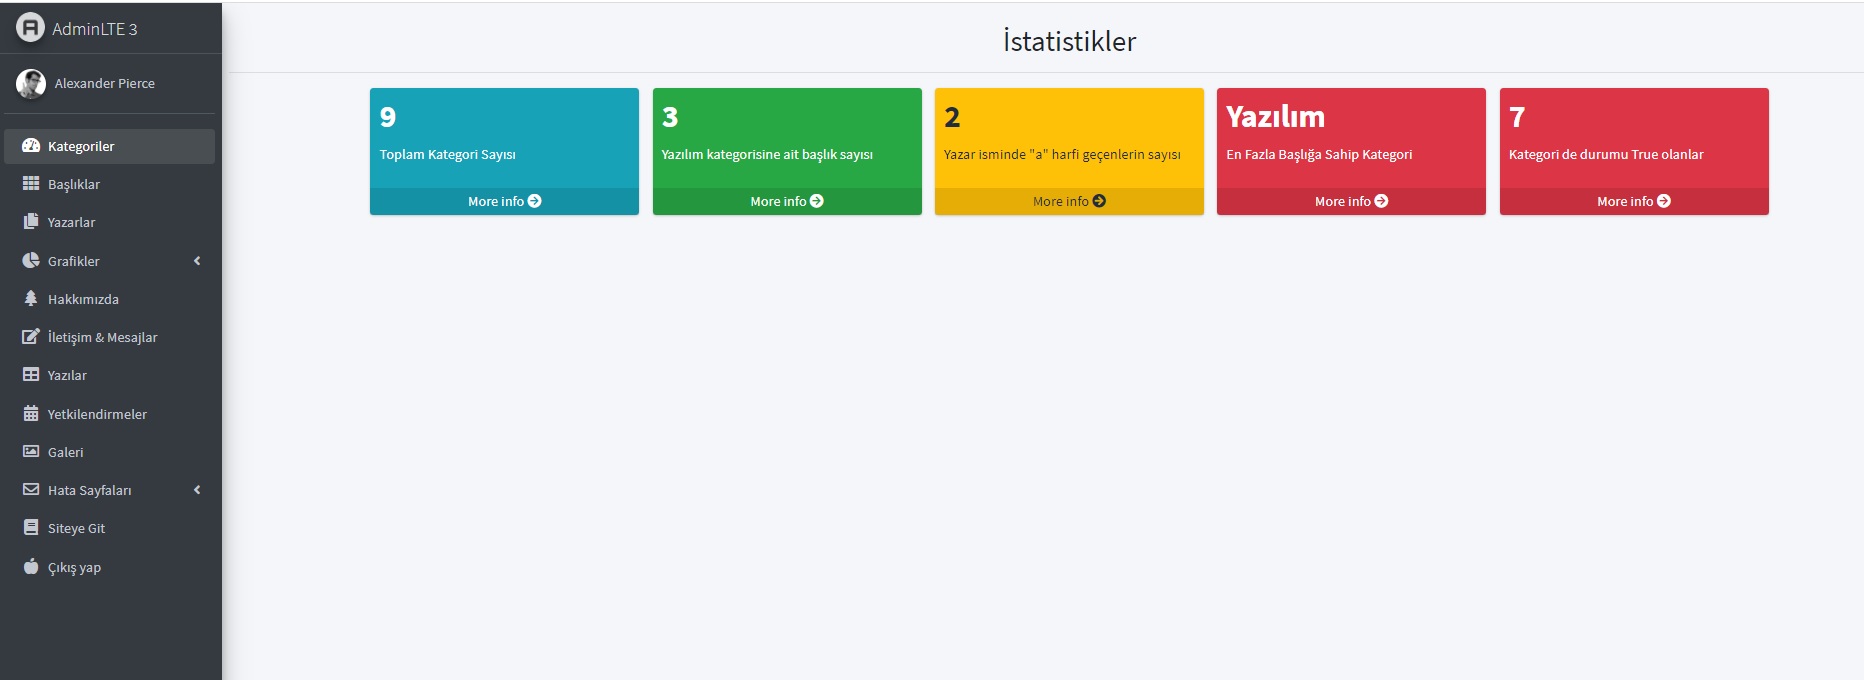 AdminLTE 3
Alexander Pierce
Kategoriler
Başlıklar
Yazarlar
Grafikler
Hakkımızda
İletişim & Mesajlar
Yazılar
Yetkilendirmeler
Galeri
Hata Sayfaları
Siteye Git
Çıkış yap
İstatistikler
9
Toplam Kategori Sayısı
More info
3
Yazılım kategorisine ait başlık sayısı
More info
2
Yazar isminde "a" harfi geçenlerin sayısı
More info
Yazılım
En Fazla Başlığa Sahip Kategori
More info
7
Kategori de durumu True olanlar
More info